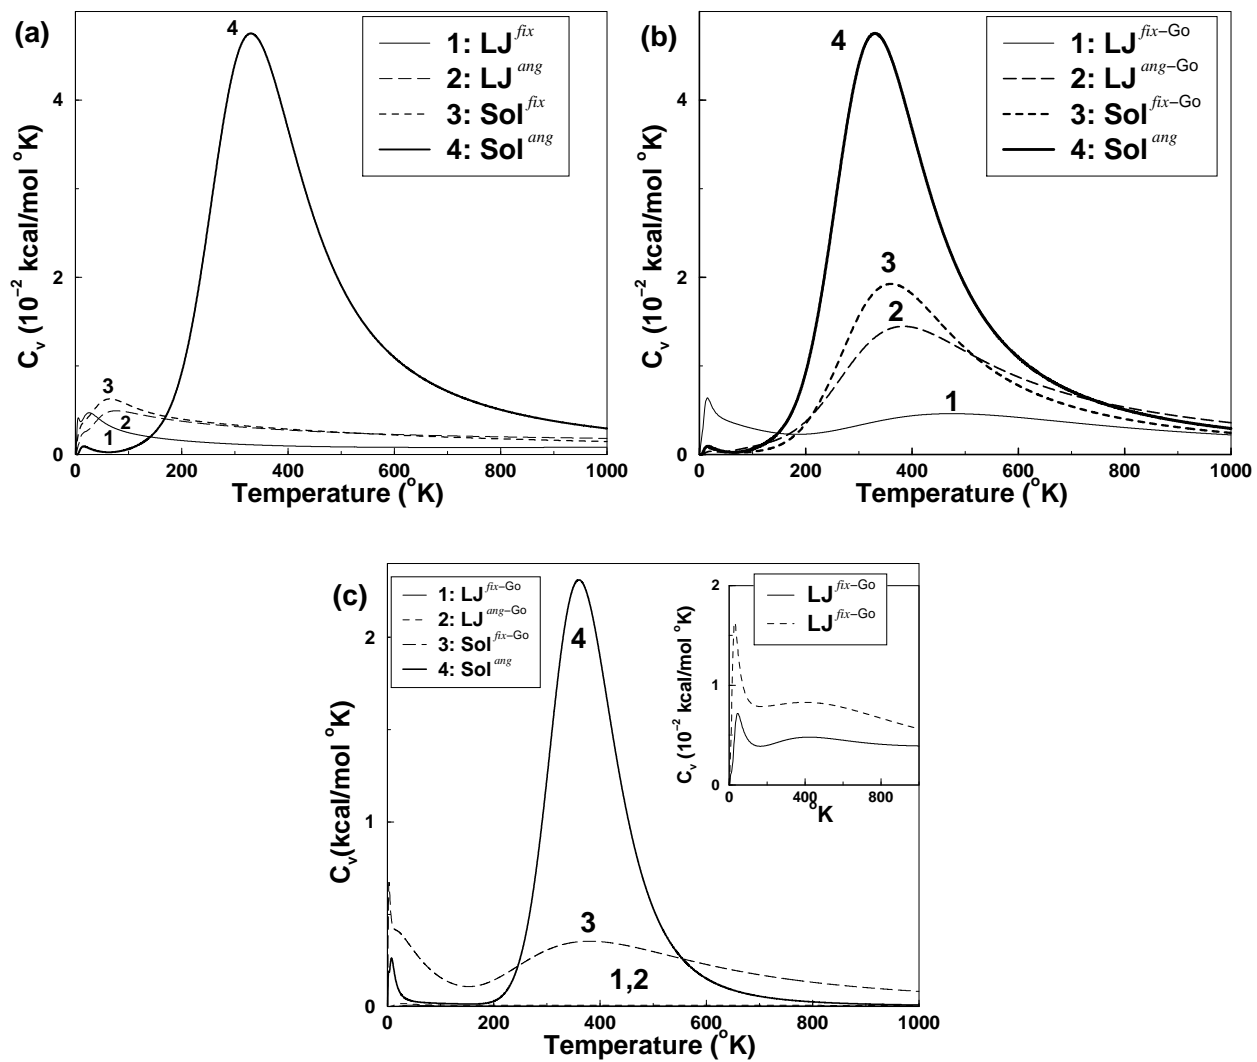 (a)
4
1: LJ^fix
2: LJ^ang
3: Sol^fix
4: Sol^ang
4
2
0
3
2
1
0 200 400 600 800 1000
Temperature (°K)
C_v (10^−2 kcal/mol °K)
(b)
4
1: LJ^fix−Go
2: LJ^ang−Go
3: Sol^fix−Go
4: Sol^ang
4
2
0
3
2
1
0 200 400 600 800 1000
Temperature (°K)
C_v (10^−2 kcal/mol °K)
(c)
1: LJ^fix−Go
2: LJ^ang−Go
3: Sol^fix−Go
4: Sol^ang
4
3
1,2
2
1
0
0 200 400 600 800 1000
Temperature (°K)
C_v(kcal/mol °K)
LJ^fix−Go
LJ^fix−Go
2
1
0
0 400 800
°K
C_v (10^−2 kcal/mol °K)